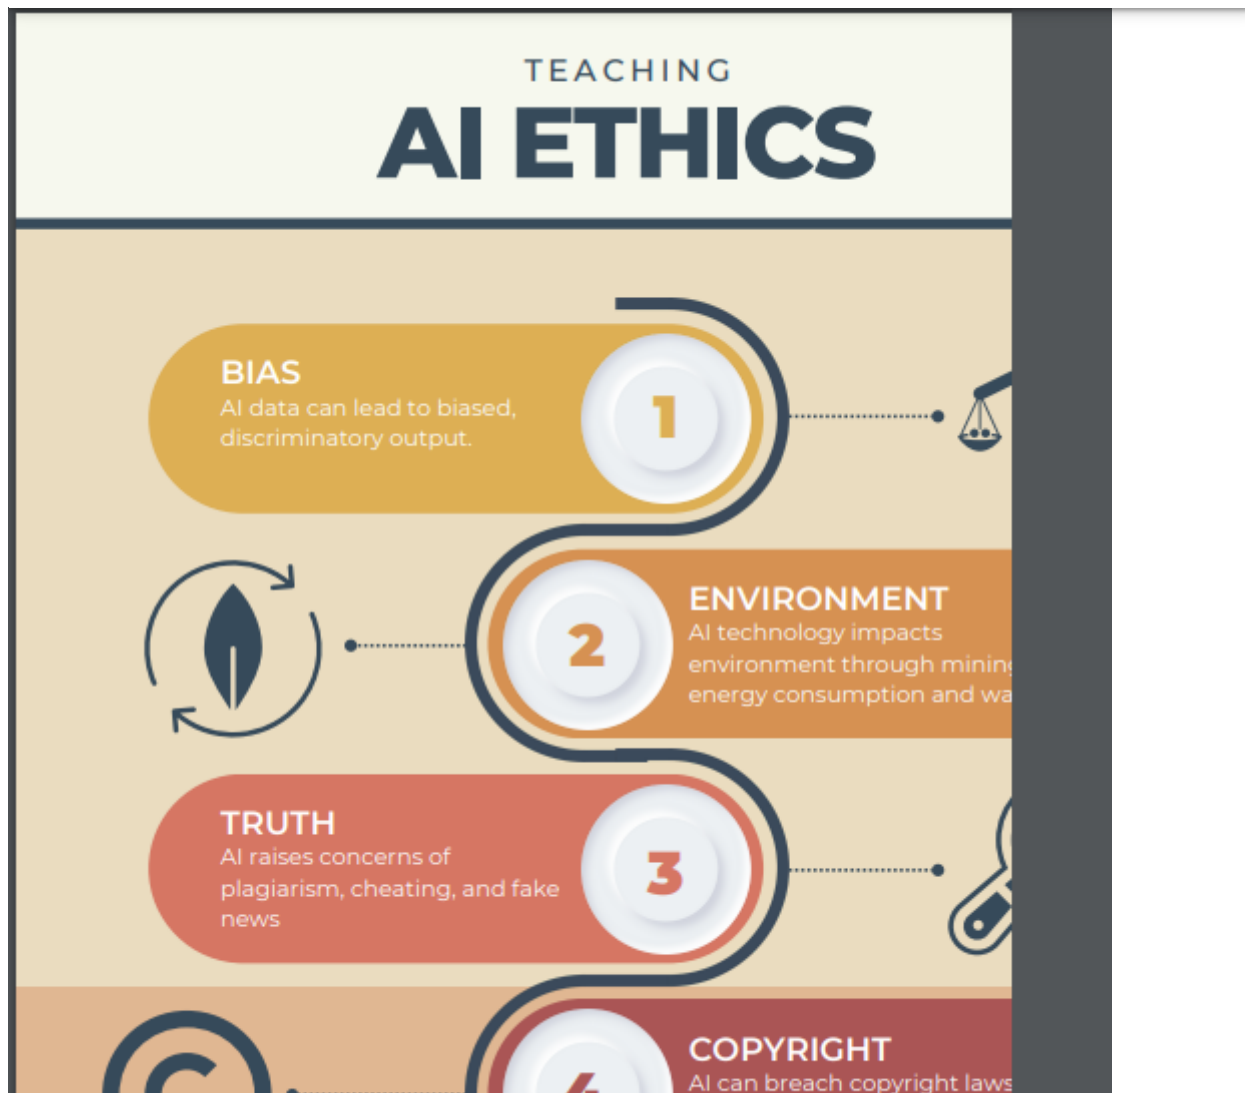 TEACHING
AI ETHICS
BIAS
AI data can lead to biased,
discriminatory output.
1
2
ENVIRONMENT
AI technology impacts
environment through
energy consumption and
TRUTH
AI raises concerns of
plagiarism, cheating, and fake
news
3
4
COPYRIGHT
AI can breach copyright laws